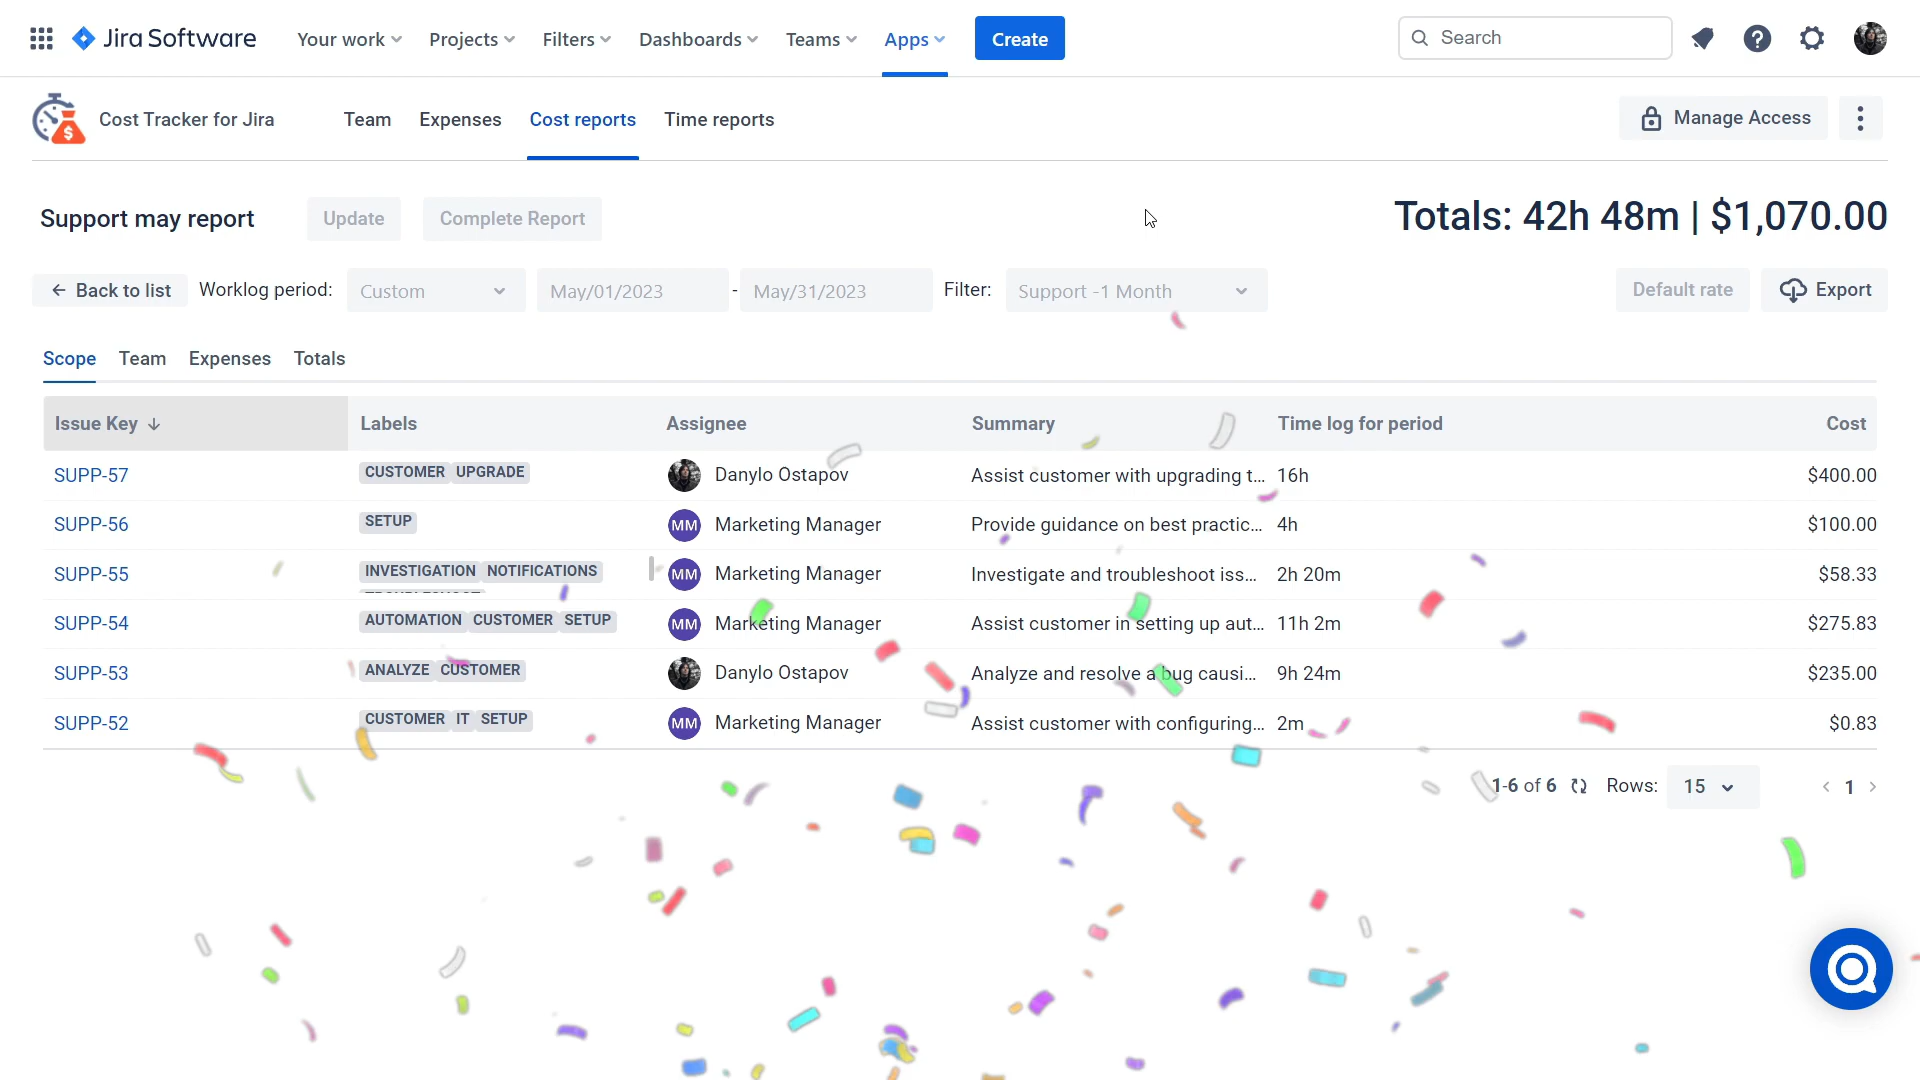 Jira Software Your work Projects Filters Dashboards Teams Apps Create Search
Cost Tracker for Jira Team Expenses Cost reports Time reports Manage Access
Support may report Update Complete Report Totals: 42h 48m | $1,070.00
Back to list Worklog period: Custom May/01/2023 - May/31/2023 Filter: Support -1 Month Default rate Export
Scope Team Expenses Totals
Issue Key Labels Assignee Summary Time log for period Cost
SUPP-57 CUSTOMER UPGRADE Danylo Ostapov Assist customer with upgrading t... 16h $400.00
SUPP-56 SETUP MM Marketing Manager Provide guidance on best practic... 4h $100.00
SUPP-55 INVESTIGATION NOTIFICATIONS MM Marketing Manager Investigate and troubleshoot iss... 2h 20m $58.33
SUPP-54 AUTOMATION CUSTOMER SETUP MM Marketing Manager Assist customer in setting up aut... 11h 2m $275.83
SUPP-53 ANALYZE CUSTOMER Danylo Ostapov Analyze and resolve a bug causi... 9h 24m $235.00
SUPP-52 CUSTOMER IT SETUP MM Marketing Manager Assist customer with configuring... 2m $0.83
1-6 of 6 Rows: 15 1